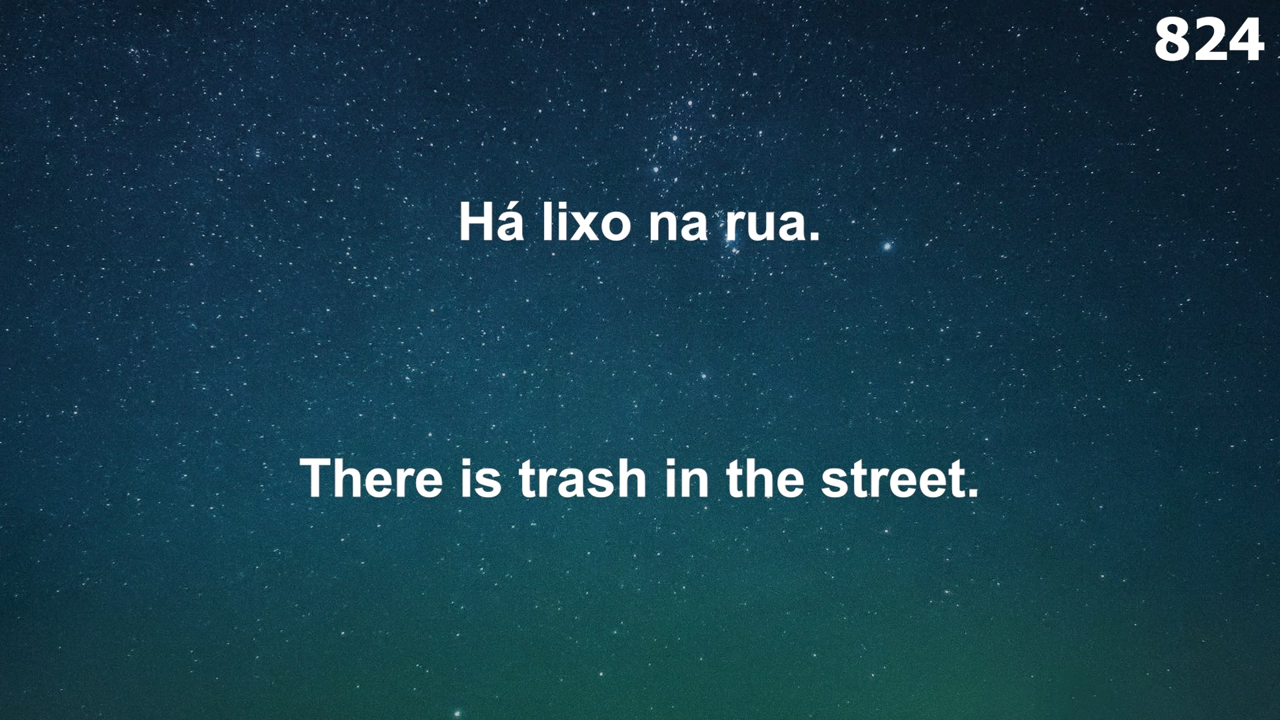 824
Há lixo na rua.
There is trash in the street.